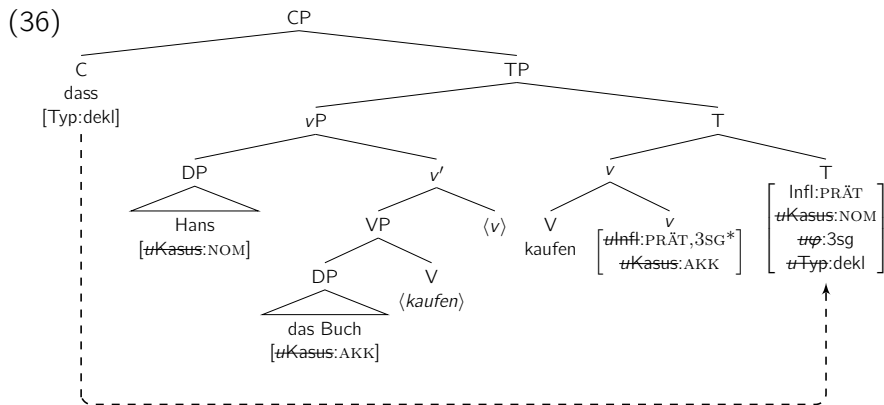 (36)
CP
C
dass
[Typ:dekl]
TP
vP
T
DP
Hans
[uKasus:NOM]
v′
v
T
Infl:PRÄT
uKasus:NOM
uφ:3sg
uTyp:dekl
VP
⟨v⟩
V
kaufen
v
uInfl:PRÄT,3SG*
uKasus:AKK
DP
das Buch
[uKasus:AKK]
V
⟨kaufen⟩